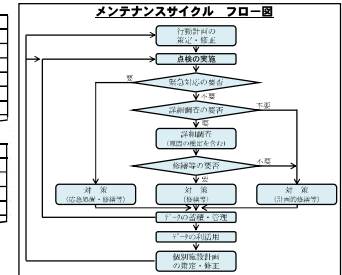 メンテナンスサイクル　フロー図
行動計画の
策定・修正
点検の実施
緊急対応の要否
要
不要
詳細調査の要否
不要
要
詳細調査
(原因の推定を含む)
修繕等の要否
不要
要
対　策
(応急処置・修繕等)
対　策
(修繕等)
対　策
(計画的修繕等)
データの蓄積・管理
データの利活用
個別施設計画
の策定・修正